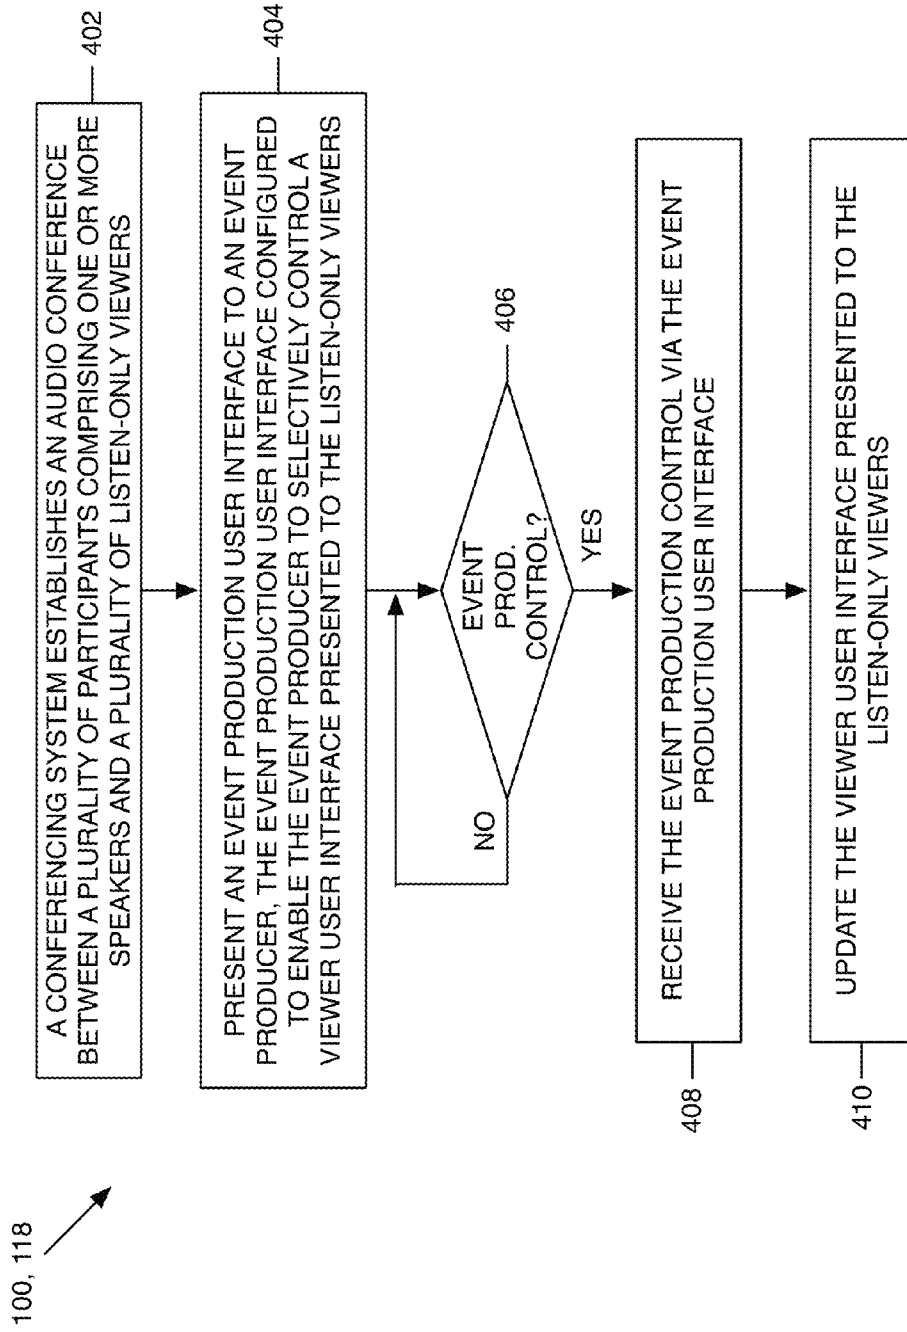 100, 118
A CONFERENCING SYSTEM ESTABLISHES AN AUDIO CONFERENCE
BETWEEN A PLURALITY OF PARTICIPANTS COMPRISING ONE OR MORE
SPEAKERS AND A PLURALITY OF LISTEN-ONLY VIEWERS
402
PRESENT AN EVENT PRODUCTION USER INTERFACE TO AN EVENT
PRODUCER, THE EVENT PRODUCTION USER INTERFACE CONFIGURED
TO ENABLE THE EVENT PRODUCER TO SELECTIVELY CONTROL A
VIEWER USER INTERFACE PRESENTED TO THE LISTEN-ONLY VIEWERS
404
EVENT
PROD.
CONTROL?
406
NO
YES
RECEIVE THE EVENT PRODUCTION CONTROL VIA THE EVENT
PRODUCTION USER INTERFACE
408
UPDATE THE VIEWER USER INTERFACE PRESENTED TO THE
LISTEN-ONLY VIEWERS
410